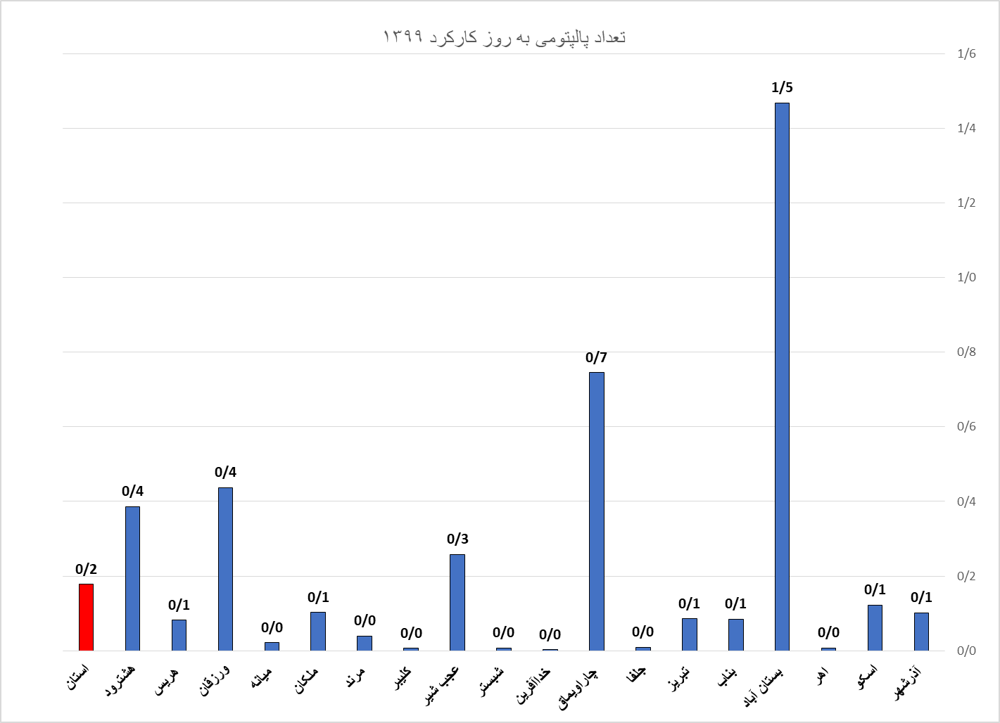 تعداد پالپتومی به روز کارکرد ۱۳۹۹
1/6
1/4
1/2
1/0
0/8
0/6
0/4
0/2
0/0
0/1
0/1
0/0
1/5
0/1
0/1
0/0
0/7
0/0
0/0
0/3
0/0
0/0
0/1
0/0
0/4
0/1
0/4
0/2
آذرشهر
اسکو
اهر
بستان آباد
بناب
تبریز
جلفا
چاراویماق
خداآفرین
شبستر
عجب شیر
کلیبر
مرند
ملکان
میانه
ورزقان
هریس
هشترود
استان